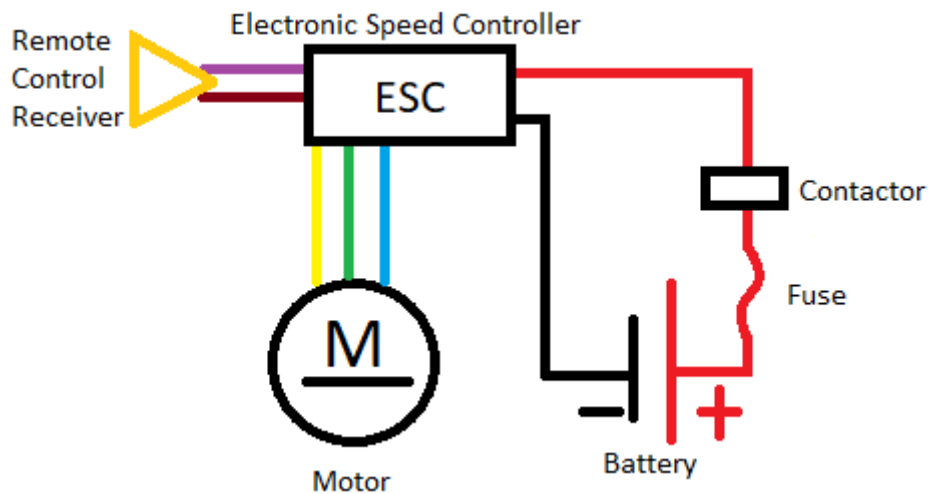 Electronic Speed Controller
Remote
Control
Receiver
ESC
Contactor
Fuse
M
Battery
Motor